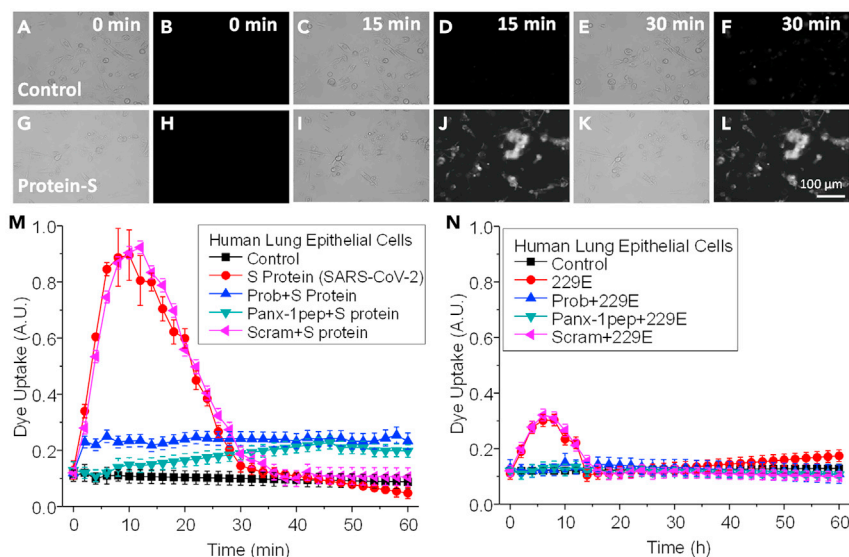 A 0 min B 0 min C 15 min D 15 min E 30 min F 30 min
Control
G H I J K L
Protein-S
100 µm
M
N
1.0
0.8
0.6
0.4
0.2
0.0
Dye Uptake (A.U.)
Human Lung Epithelial Cells
Control
S Protein (SARS-CoV-2)
Prob+S Protein
Panx-1pep+S protein
Scram+S protein
0 10 20 30 40 50 60
Time (min)
1.0
0.8
0.6
0.4
0.2
0.0
Dye Uptake (A.U.)
Human Lung Epithelial Cells
Control
229E
Prob+229E
Panx-1pep+229E
Scram+229E
0 10 20 30 40 50 60
Time (h)